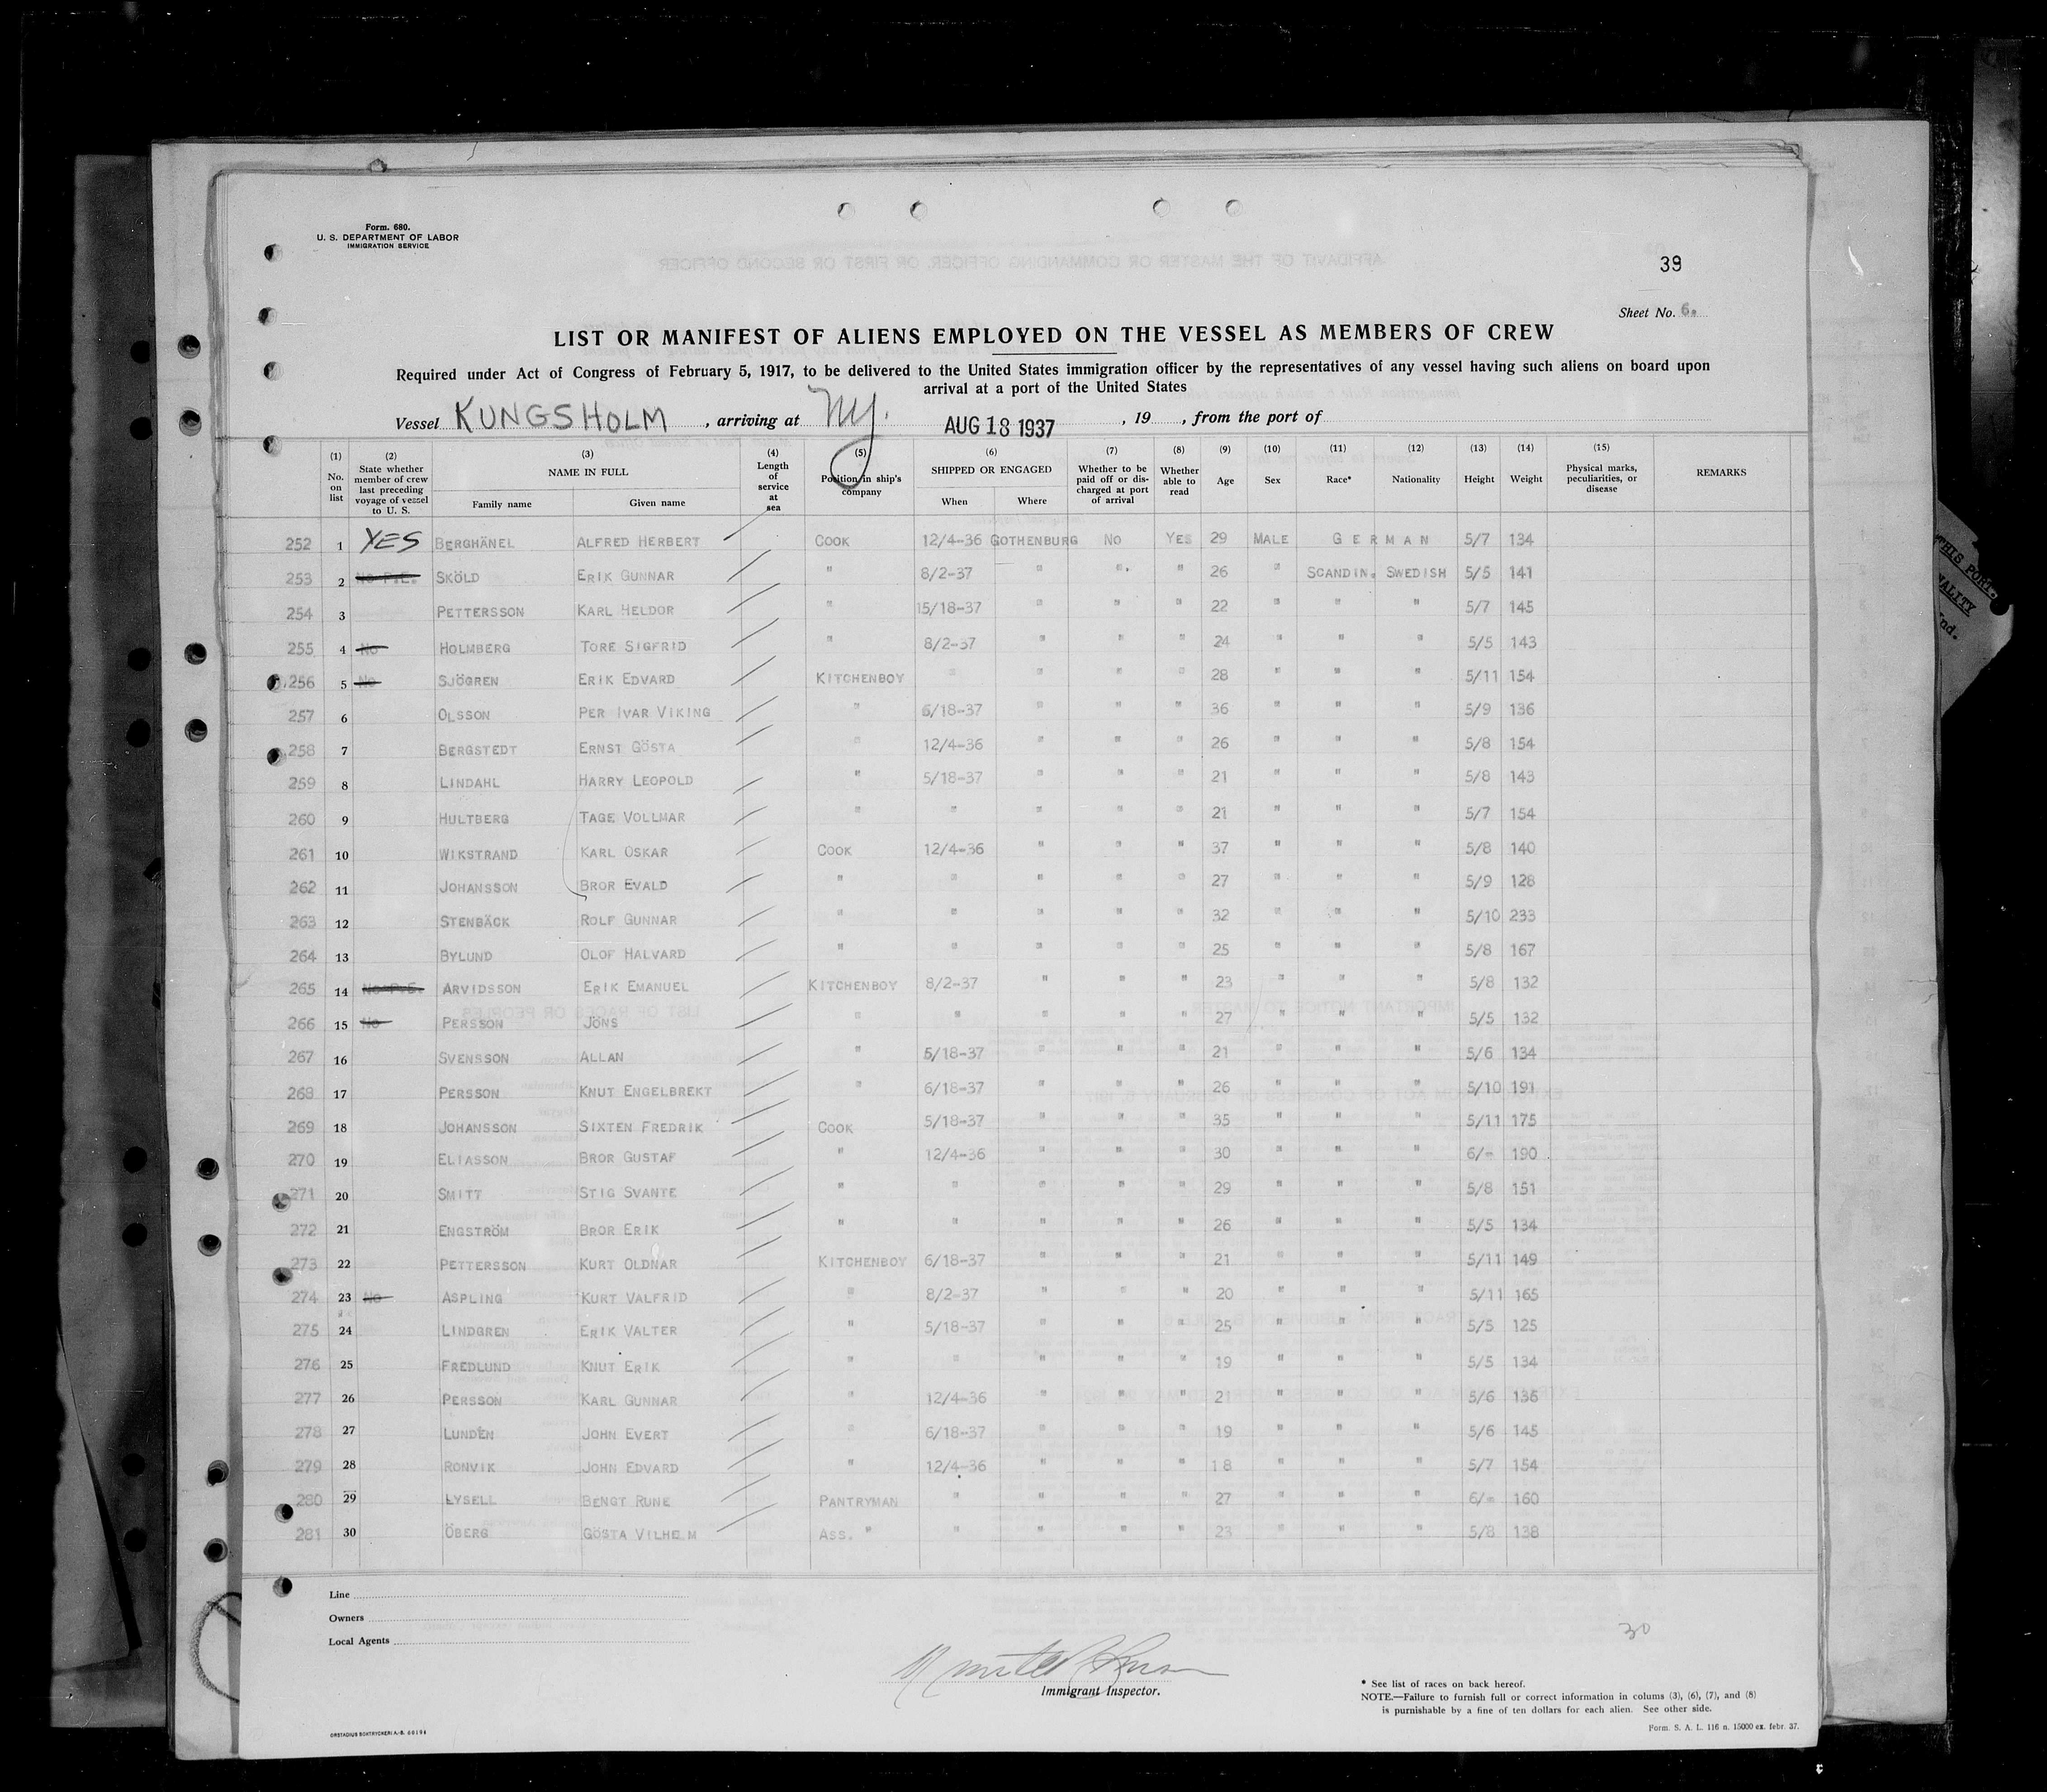 Form. 680.
U. S. DEPARTMENT OF LABOR
IMMIGRATION SERVICE
39
Sheet No. 6.
LIST OR MANIFEST OF ALIENS EMPLOYED ON THE VESSEL AS MEMBERS OF CREW
Required under Act of Congress of February 5, 1917, to be delivered to the United States immigration officer by the representatives of any vessel having such aliens on board upon
arrival at a port of the United States
Vessel KUNGSHOLM, arriving at Ny. AUG 18 1937, 19, from the port of
(1) No. on list (2) State whether member of crew last preceding voyage of vessel to U. S. (3) NAME IN FULL Family name Given name (4) Length of service at sea (5) Position in ship's company (6) SHIPPED OR ENGAGED When Where (7) Whether to be paid off or discharged at port of arrival (8) Whether able to read (9) Age (10) Sex (11) Race* (12) Nationality (13) Height (14) Weight (15) Physical marks, peculiarities, or disease REMARKS
252 1 YES BERGHÄNEL ALFRED HERBERT COOK 12/4-36 GOTHENBURG NO YES 29 MALE GERMAN 5/7 134
253 2 No P.E. SKÖLD ERIK GUNNAR " 8/2-37 " ". " 26 " SCANDIN. SWEDISH 5/5 141
254 3 PETTERSSON KARL HELDOR " 15/18-37 " " " 22 " " " 5/7 145
255 4 No HOLMBERG TORE SIGFRID " 8/2-37 " " " 24 " " " 5/5 143
256 5 No SJÖGREN ERIK EDVARD KITCHENBOY " " " " 28 " " " 5/11 154
257 6 OLSSON PER IVAR VIKING " 6/18-37 " " " 36 " " " 5/9 136
258 7 BERGSTEDT ERNST GÖSTA " 12/4-36 " " " 26 " " " 5/8 154
259 8 LINDAHL HARRY LEOPOLD " 5/18-37 " " " 21 " " " 5/8 143
260 9 HULTBERG TAGE VOLLMAR " " " " " 21 " " " 5/7 154
261 10 WIKSTRAND KARL OSKAR COOK 12/4-36 " " " 37 " " " 5/8 140
262 11 JOHANSSON BROR EVALD " " " " " 27 " " " 5/9 128
263 12 STENBÄCK ROLF GUNNAR " " " " " 32 " " " 5/10 233
264 13 BYLUND OLOF HALVARD " " " " " 25 " " " 5/8 167
265 14 No P.E. ARVIDSSON ERIK EMANUEL KITCHENBOY 8/2-37 " " " 23 " " " 5/8 132
266 15 No PERSSON JÖNS " " " " " 27 " " " 5/5 132
267 16 SVENSSON ALLAN " 5/18-37 " " " 21 " " " 5/6 134
268 17 PERSSON KNUT ENGELBREKT " 6/18-37 " " " 26 " " " 5/10 191
269 18 JOHANSSON SIXTEN FREDRIK COOK 5/18-37 " " " 35 " " " 5/11 175
270 19 ELIASSON BROR GUSTAF " 12/4-36 " " " 30 " " " 6/- 190
271 20 SMITT STIG SVANTE " " " " " 29 " " " 5/8 151
272 21 ENGSTRÖM BROR ERIK " " " " " 26 " " " 5/5 134
273 22 PETTERSSON KURT OLDNAR KITCHENBOY 6/18-37 " " " 21 " " " 5/11 149
274 23 No ASPLING KURT VALFRID " 8/2-37 " " " 20 " " " 5/11 165
275 24 LINDGREN ERIK VALTER " 5/18-37 " " " 25 " " " 5/5 125
276 25 FREDLUND KNUT ERIK " " " " " 19 " " " 5/5 134
277 26 PERSSON KARL GUNNAR " 12/4-36 " " " 21 " " " 5/6 136
278 27 LUNDÉN JOHN EVERT " 6/18-37 " " " 19 " " " 5/6 145
279 28 RONVIK JOHN EDVARD " 12/4-36 " " " 18 " " " 5/7 154
280 29 LYSELL BENGT RUNE PANTRYMAN " " " " 27 " " " 6/- 160
281 30 ÖBERG GÖSTA VILHELM ASS. " " " " " 23 " " " 5/8 138
Line
Owners
Local Agents
30
Immigrant Inspector.
* See list of races on back hereof.
NOTE.—Failure to furnish full or correct information in colums (3), (6), (7), and (8)
is punishable by a fine of ten dollars for each alien. See other side.
Form. S. A. L. 116 n. 15000 ex. febr. 37.
ORSTADIUS BOKTRYCKERI A.-B. 60194
THIS PORT.